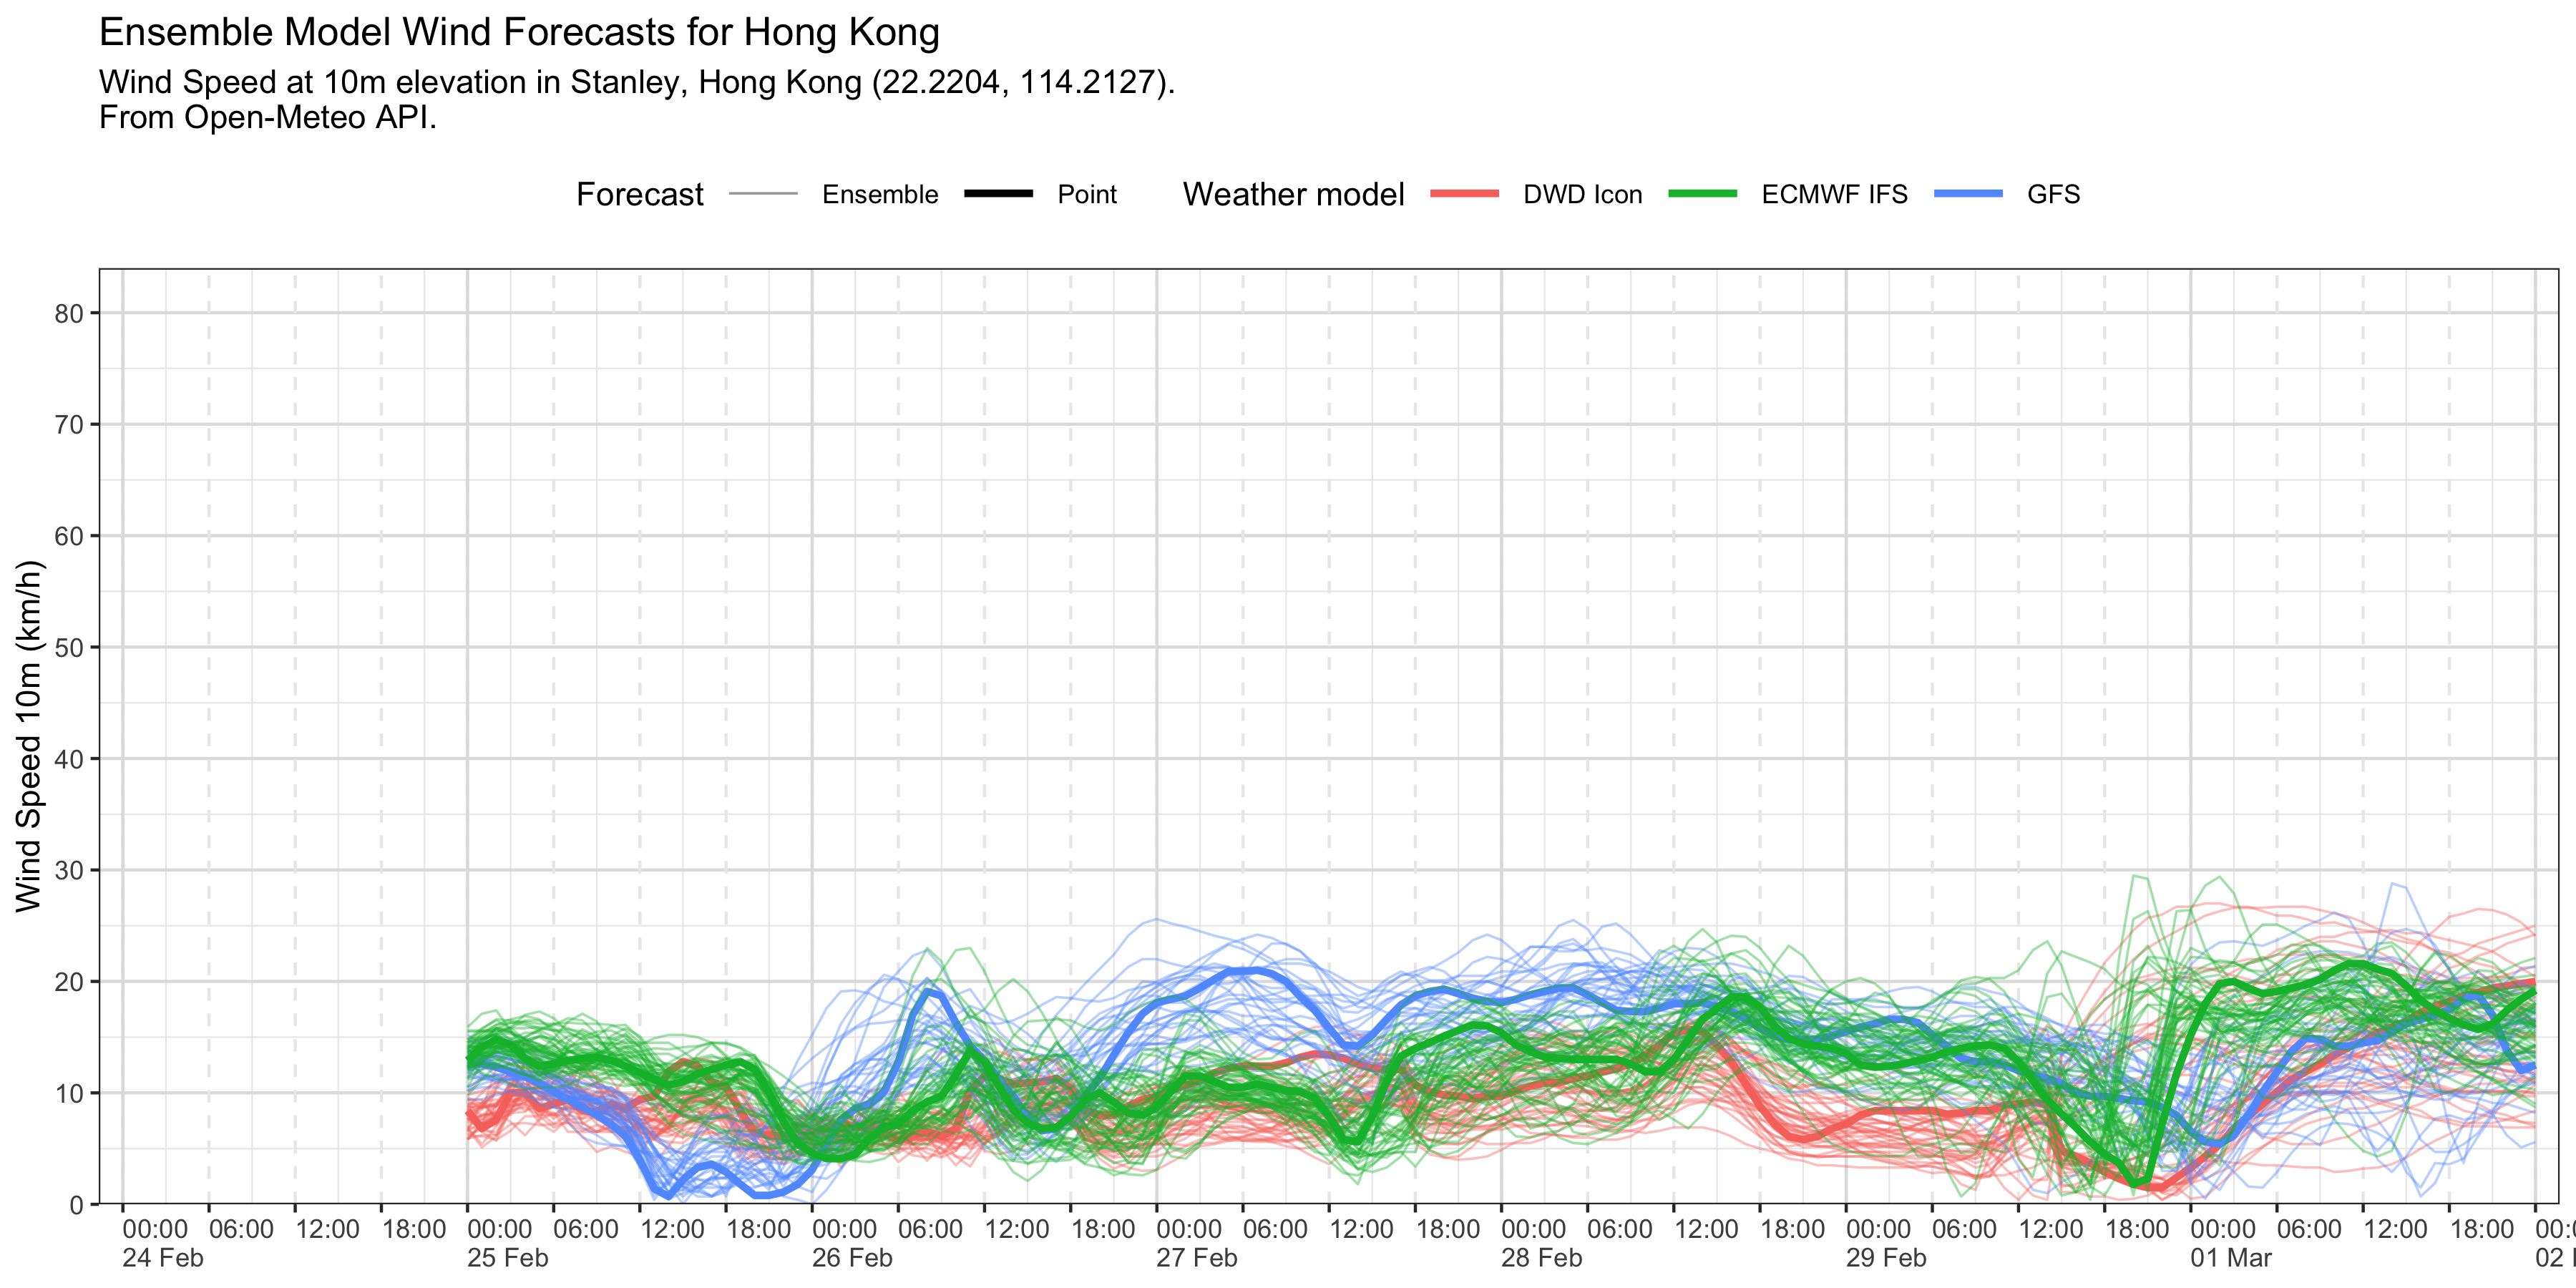 Ensemble Model Wind Forecasts for Hong Kong
Wind Speed at 10m elevation in Stanley, Hong Kong (22.2204, 114.2127).
From Open-Meteo API.
Forecast Ensemble Point Weather model DWD Icon ECMWF IFS GFS
Wind Speed 10m (km/h)
80
70
60
50
40
30
20
10
0
00:00 06:00 12:00 18:00 00:00 06:00 12:00 18:00 00:00 06:00 12:00 18:00 00:00 06:00 12:00 18:00 00:00 06:00 12:00 18:00 00:00 06:00 12:00 18:00 00:00 06:00 12:00 18:00
24 Feb 25 Feb 26 Feb 27 Feb 28 Feb 29 Feb 01 Mar 02